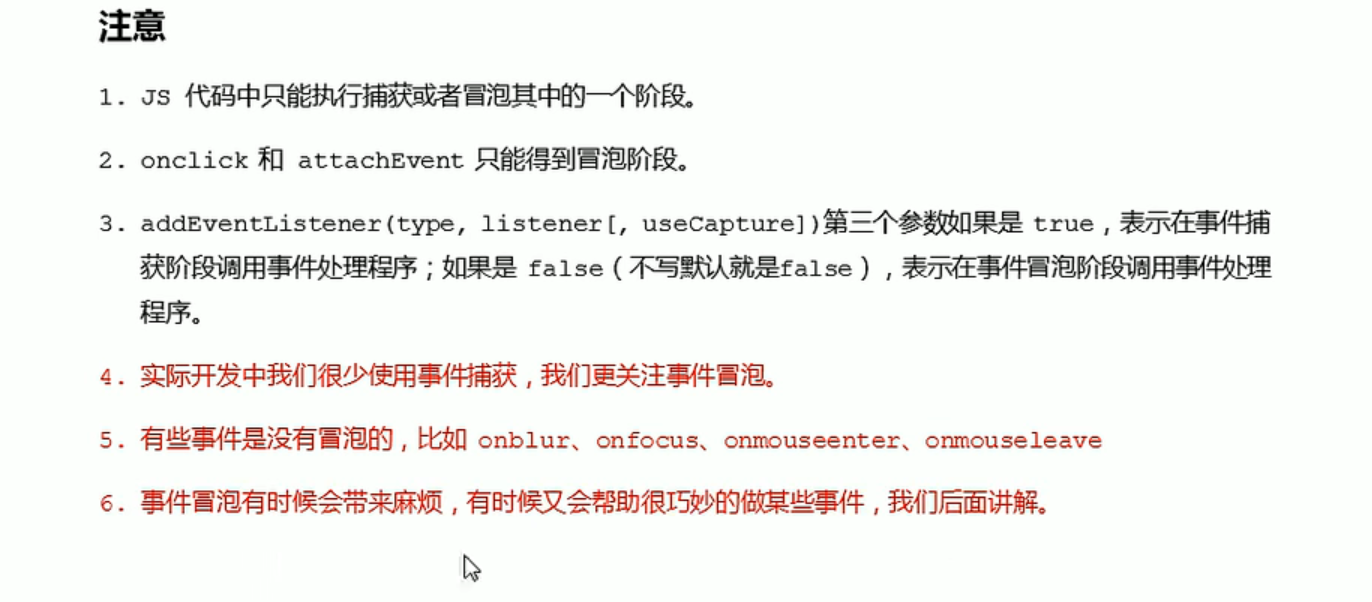 注意
1. JS 代码中只能执行捕获或者冒泡其中的一个阶段。
2. onclick 和 attachEvent 只能得到冒泡阶段。
3. addEventListener(type, listener[, useCapture])第三个参数如果是 true，表示在事件捕
获阶段调用事件处理程序；如果是 false（不写默认就是false），表示在事件冒泡阶段调用事件处理
程序。
4. 实际开发中我们很少使用事件捕获，我们更关注事件冒泡。
5. 有些事件是没有冒泡的，比如 onblur、onfocus、onmouseenter、onmouseleave
6. 事件冒泡有时候会带来麻烦，有时候又会帮助很巧妙的做某些事件，我们后面讲解。